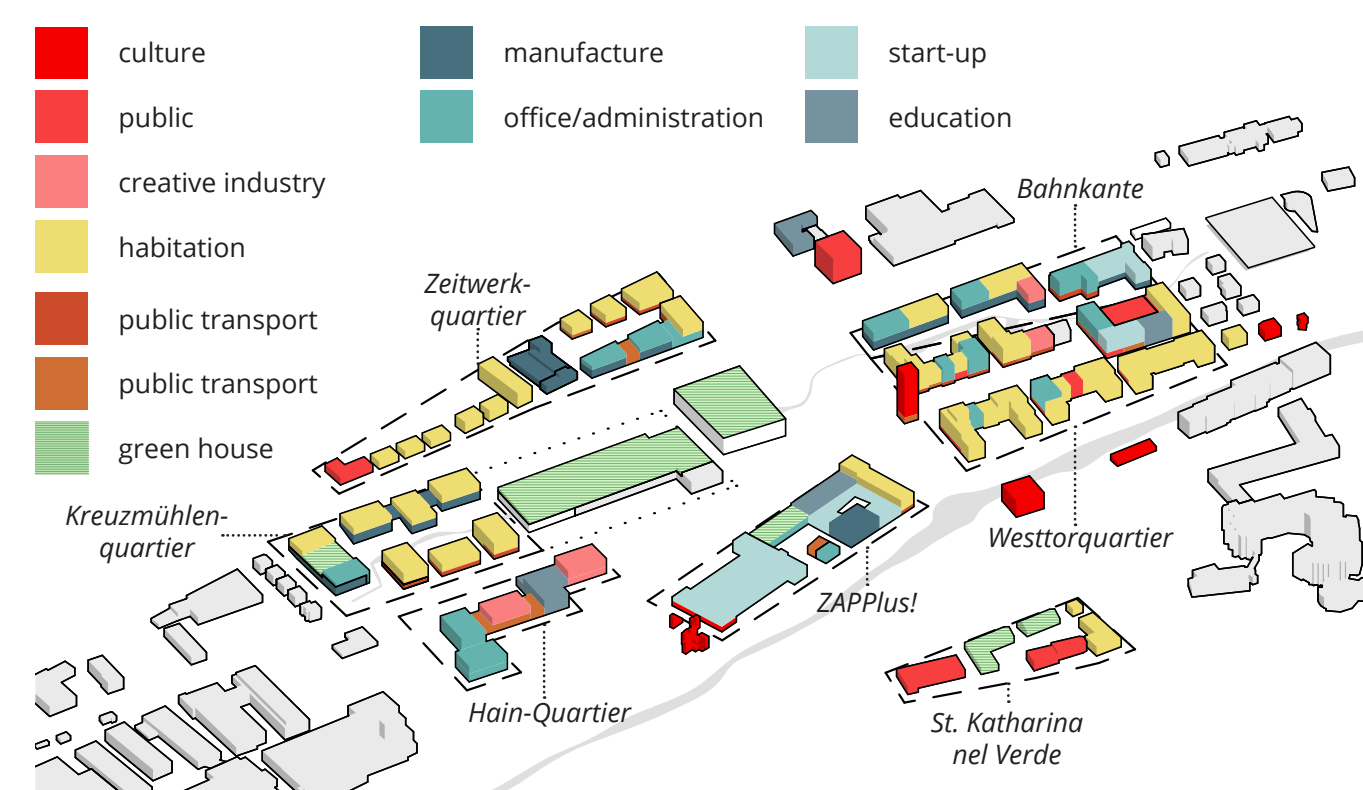 culture
public
creative industry
habitation
public transport
public transport
green house
manufacture
office/administration
start-up
education
Bahnkante
Zeitwerk-
quartier
Kreuzmühlen-
quartier
Westtorquartier
ZAPPlus!
Hain-Quartier
St. Katharina
nel Verde